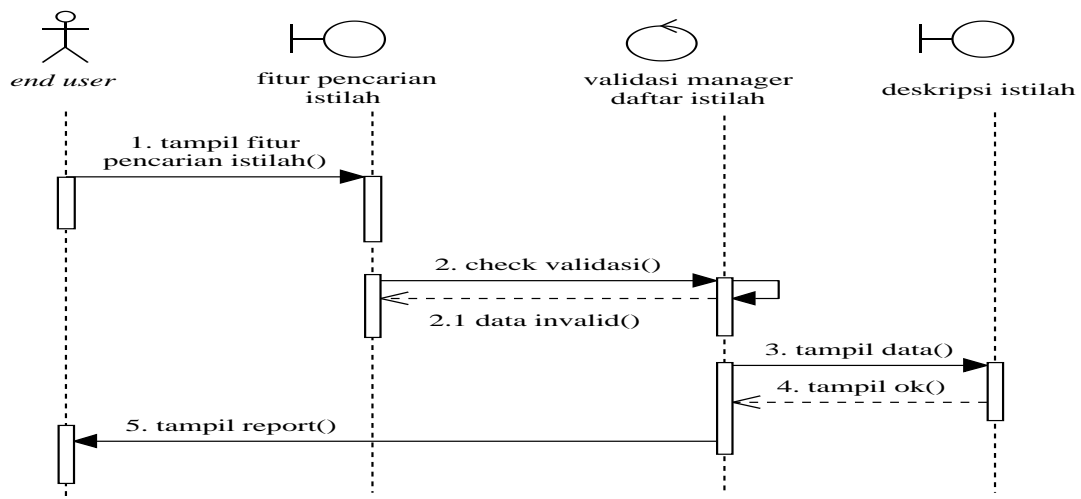 end user
fitur pencarian
istilah
validasi manager
daftar istilah
deskripsi istilah
1. tampil fitur
pencarian istilah()
2. check validasi()
2.1 data invalid()
3. tampil data()
4. tampil ok()
5. tampil report()